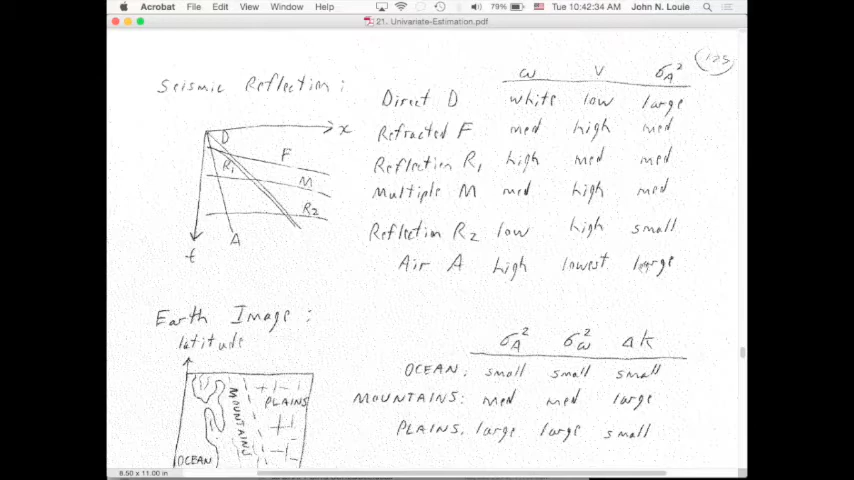 Acrobat File Edit View Window Help 79% Tue 10:42:34 AM John N. Louie
21. Univariate-Estimation.pdf
125
Seismic Reflection:
ω V σA²
Direct D white low large
Refracted F med high med
Reflection R1 high med med
Multiple M med high med
Reflection R2 low high small
Air A high lowest large
x
D
F
R1
M
R2
A
t
Earth Image:
latitude
σA² σω² Δk
OCEAN: small small small
MOUNTAINS: med med large
PLAINS: large large small
PLAINS
MOUNTAINS
OCEAN
8.50 x 11.00 in